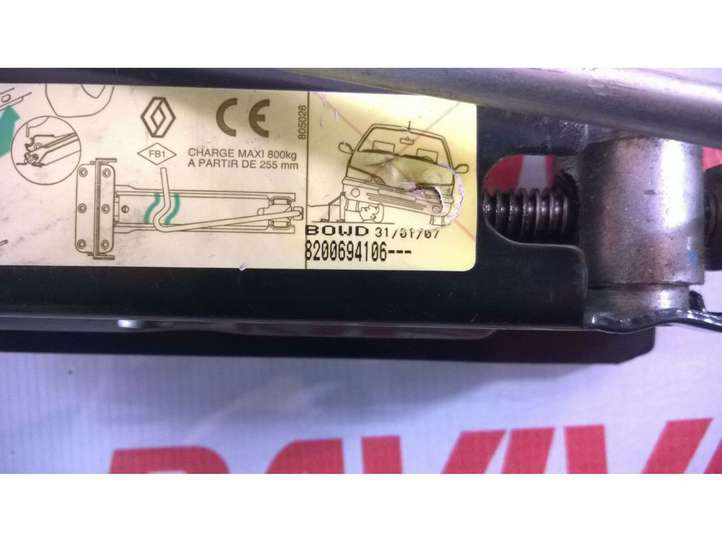 CE
805026
FB1
CHARGE MAXI 800kg
A PARTIR DE 255 mm
BOWD 31/01/07
8200694106---